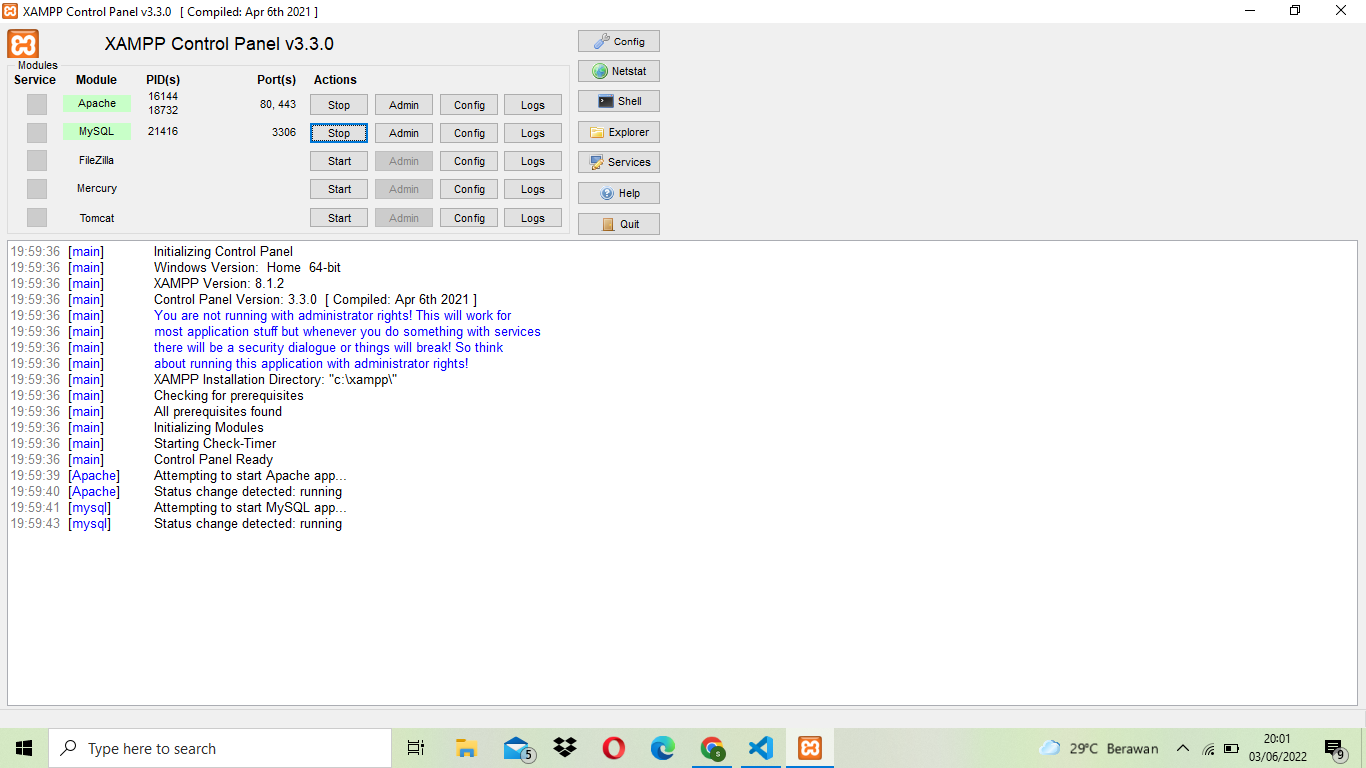 XAMPP Control Panel v3.3.0 [ Compiled: Apr 6th 2021 ]
XAMPP Control Panel v3.3.0
Config
Modules
Service Module PID(s) Port(s) Actions
Netstat
Apache 16144 18732 80, 443 Stop Admin Config Logs
Shell
MySQL 21416 3306 Stop Admin Config Logs
Explorer
FileZilla Start Admin Config Logs
Services
Mercury Start Admin Config Logs
Help
Tomcat Start Admin Config Logs
Quit
19:59:36 [main] Initializing Control Panel
19:59:36 [main] Windows Version: Home 64-bit
19:59:36 [main] XAMPP Version: 8.1.2
19:59:36 [main] Control Panel Version: 3.3.0 [ Compiled: Apr 6th 2021 ]
19:59:36 [main] You are not running with administrator rights! This will work for
19:59:36 [main] most application stuff but whenever you do something with services
19:59:36 [main] there will be a security dialogue or things will break! So think
19:59:36 [main] about running this application with administrator rights!
19:59:36 [main] XAMPP Installation Directory: "c:\xampp\"
19:59:36 [main] Checking for prerequisites
19:59:36 [main] All prerequisites found
19:59:36 [main] Initializing Modules
19:59:36 [main] Starting Check-Timer
19:59:36 [main] Control Panel Ready
19:59:39 [Apache] Attempting to start Apache app...
19:59:40 [Apache] Status change detected: running
19:59:41 [mysql] Attempting to start MySQL app...
19:59:43 [mysql] Status change detected: running
Type here to search
5
S
29°C Berawan
20:01
03/06/2022
9